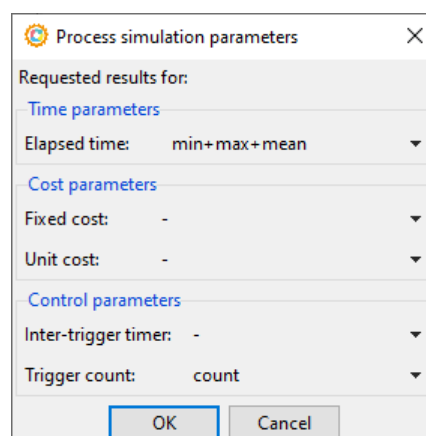 Process simulation parameters
Requested results for:
Time parameters
Elapsed time: min+max+mean
Cost parameters
Fixed cost: -
Unit cost: -
Control parameters
Inter-trigger timer: -
Trigger count: count
OK Cancel